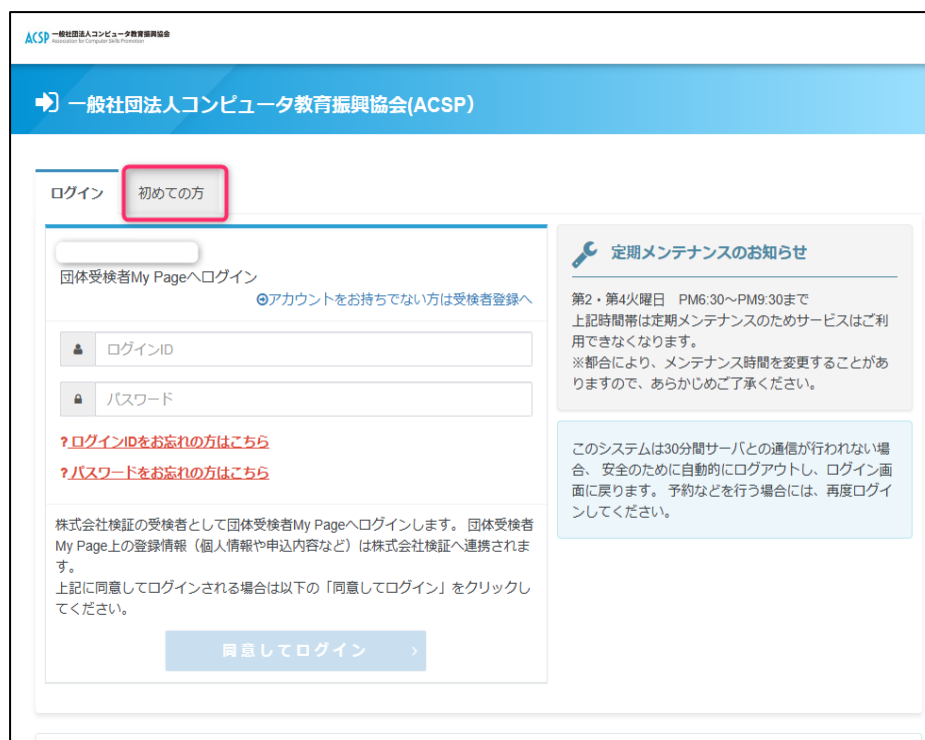 ACSP 一般社団法人コンピュータ教育振興協会
Association for Computer Skills Promotion
一般社団法人コンピュータ教育振興協会(ACSP)
ログイン
初めての方
団体受検者My Pageへログイン
アカウントをお持ちでない方は受検者登録へ
ログインID
パスワード
? ログインIDをお忘れの方はこちら
? パスワードをお忘れの方はこちら
株式会社検証の受検者として団体受検者My Pageへログインします。 団体受検者
My Page上の登録情報（個人情報や申込内容など）は株式会社検証へ連携されま
す。
上記に同意してログインされる場合は以下の「同意してログイン」をクリックし
てください。
同意してログイン
定期メンテナンスのお知らせ
第2・第4火曜日　PM6:30～PM9:30まで
上記時間帯は定期メンテナンスのためサービスはご利
用できなくなります。
※都合により、メンテナンス時間を変更することがあ
りますので、あらかじめご了承ください。
このシステムは30分間サーバとの通信が行われない場
合、 安全のために自動的にログアウトし、ログイン画
面に戻ります。 予約などを行う場合には、再度ログイ
ンしてください。